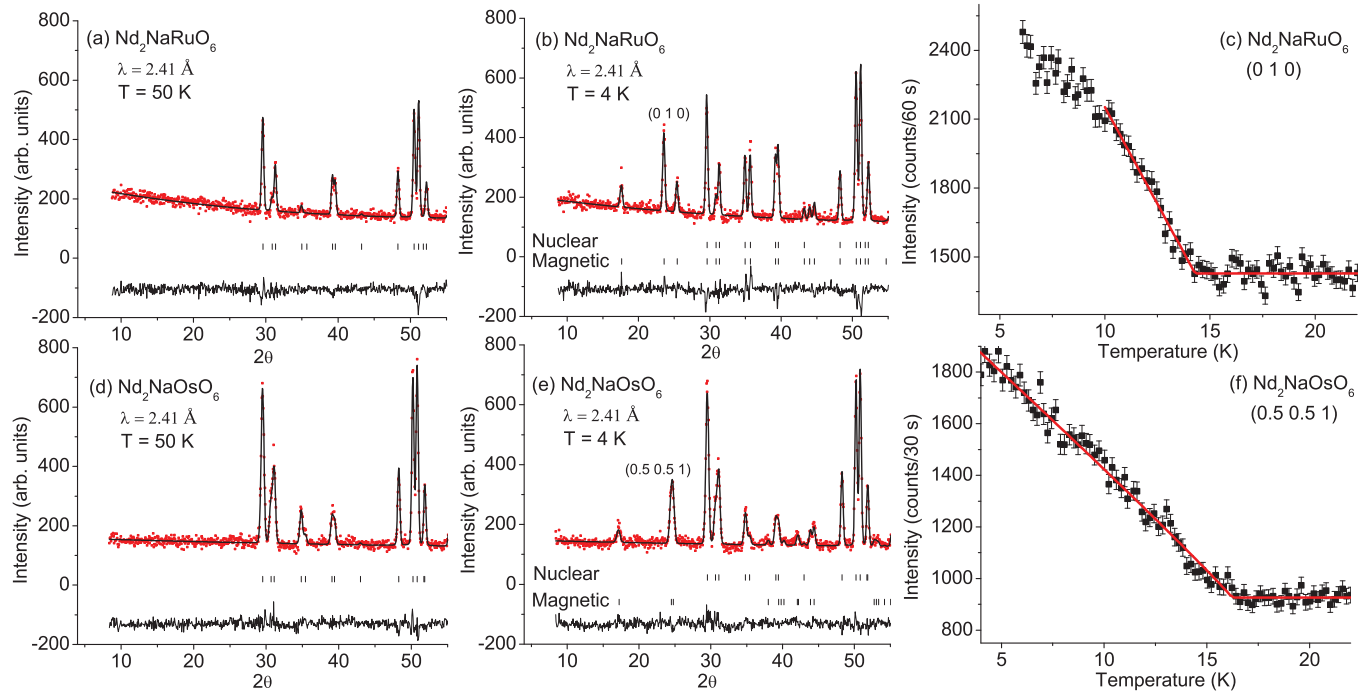 (a) Nd₂NaRuO₆
λ = 2.41 Å
T = 50 K
Intensity (arb. units)
800
600
400
200
0
-200
10 20 30 40 50
2θ
(b) Nd₂NaRuO₆
λ = 2.41 Å
T = 4 K
(0 1 0)
Nuclear
Magnetic
Intensity (arb. units)
800
600
400
200
0
-200
10 20 30 40 50
2θ
(c) Nd₂NaRuO₆
(0 1 0)
Intensity (counts/60 s)
2400
2100
1800
1500
5 10 15 20
Temperature (K)
(d) Nd₂NaOsO₆
λ = 2.41 Å
T = 50 K
Intensity (arb. units)
800
600
400
200
0
-200
10 20 30 40 50
2θ
(e) Nd₂NaOsO₆
λ = 2.41 Å
T = 4 K
(0.5 0.5 1)
Nuclear
Magnetic
Intensity (arb. units)
800
600
400
200
0
-200
10 20 30 40 50
2θ
(f) Nd₂NaOsO₆
(0.5 0.5 1)
Intensity (counts/30 s)
1800
1500
1200
900
5 10 15 20
Temperature (K)